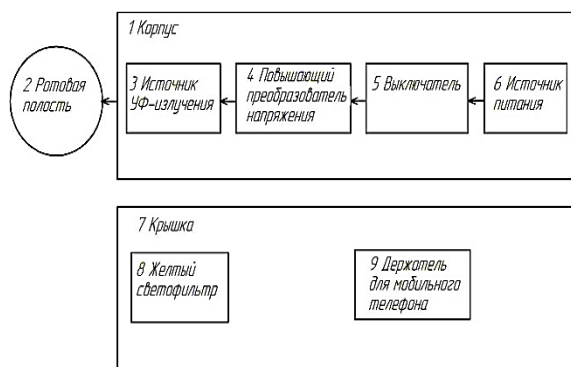 1 Корпус
2 Ротовая
полость
3 Источник
УФ-излучения
4 Повышающий
преобразователь
напряжения
5 Выключатель
6 Источник
питания
7 Крышка
8 Желтый
светофильтр
9 Держатель
для мобильного
телефона